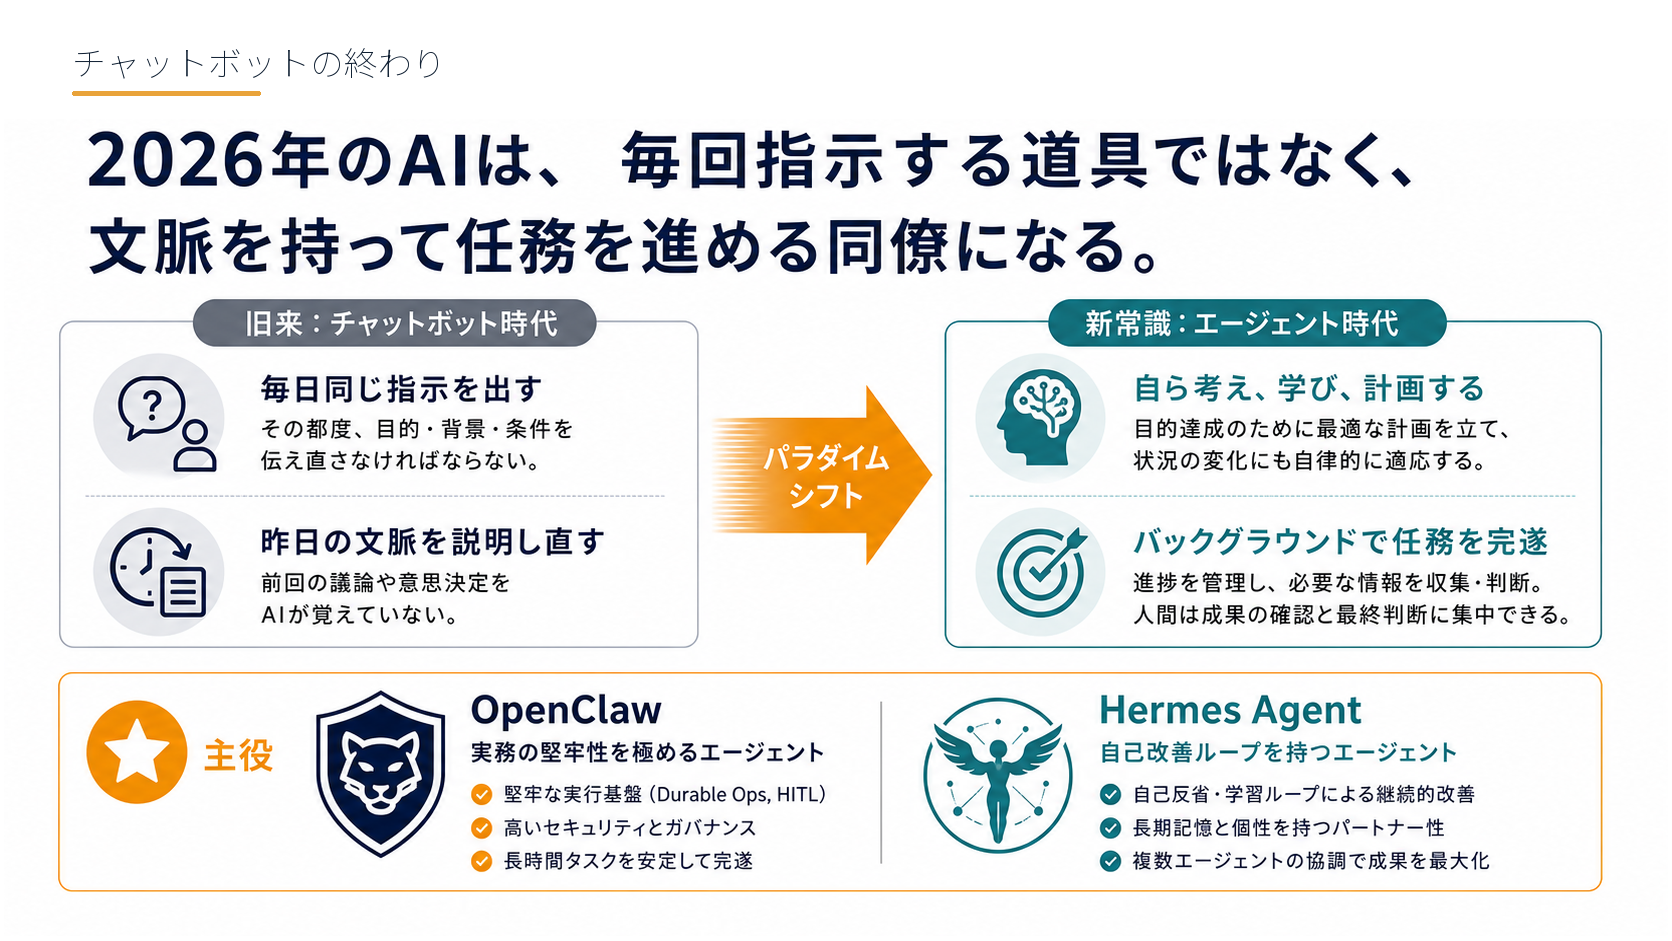 チャットボットの終わり
2026年のAIは、 毎回指示する道具ではなく、
文脈を持って任務を進める同僚になる。
旧来：チャットボット時代
毎日同じ指示を出す
その都度、目的・背景・条件を
伝え直さなければならない。
昨日の文脈を説明し直す
前回の議論や意思決定を
AIが覚えていない。
パラダイム
シフト
新常識：エージェント時代
自ら考え、学び、計画する
目的達成のために最適な計画を立て、
状況の変化にも自律的に適応する。
バックグラウンドで任務を完遂
進捗を管理し、必要な情報を収集・判断。
人間は成果の確認と最終判断に集中できる。
主役
OpenClaw
実務の堅牢性を極めるエージェント
堅牢な実行基盤（Durable Ops, HITL）
高いセキュリティとガバナンス
長時間タスクを安定して完遂
Hermes Agent
自己改善ループを持つエージェント
自己反省・学習ループによる継続的改善
長期記憶と個性を持つパートナー性
複数エージェントの協調で成果を最大化